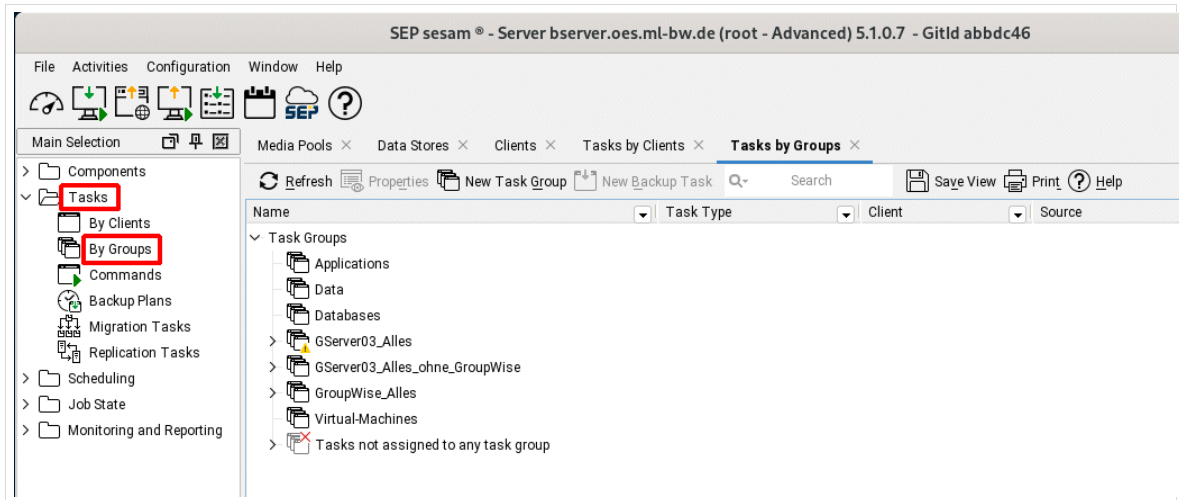 SEP sesam ® - Server bserver.oes.ml-bw.de (root - Advanced) 5.1.0.7 - GitId abbdc46
File Activities Configuration Window Help
SEP
Main Selection
Media Pools Data Stores Clients Tasks by Clients Tasks by Groups
Components
Tasks
By Clients
By Groups
Commands
Backup Plans
Migration Tasks
Replication Tasks
Scheduling
Job State
Monitoring and Reporting
Refresh Properties New Task Group New Backup Task Search Save View Print Help
Name Task Type Client Source
Task Groups
Applications
Data
Databases
GServer03_Alles
GServer03_Alles_ohne_GroupWise
GroupWise_Alles
Virtual-Machines
Tasks not assigned to any task group